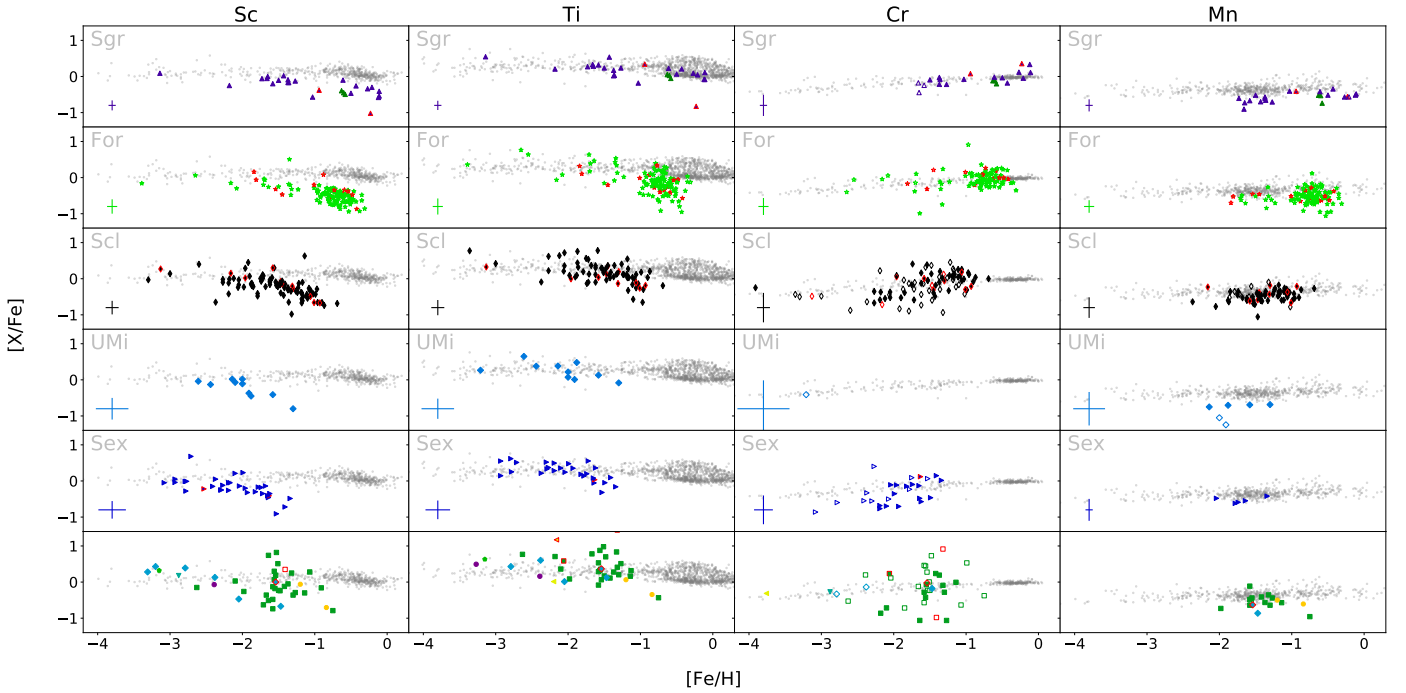 Sc Ti Cr Mn
1 Sgr Sgr Sgr Sgr
0
−1
1 For For For For
0
−1
1 Scl Scl Scl Scl
0
−1
[X/Fe]
1 UMi UMi UMi UMi
0
−1
1 Sex Sex Sex Sex
0
−1
1
0
−1
−4 −3 −2 −1 0 −4 −3 −2 −1 0 −4 −3 −2 −1 0 −4 −3 −2 −1 0
[Fe/H]